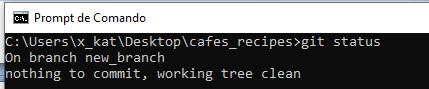 Prompt de Comando
C:\Users\x_kat\Desktop\cafes_recipes>git status
On branch new_branch
nothing to commit, working tree clean